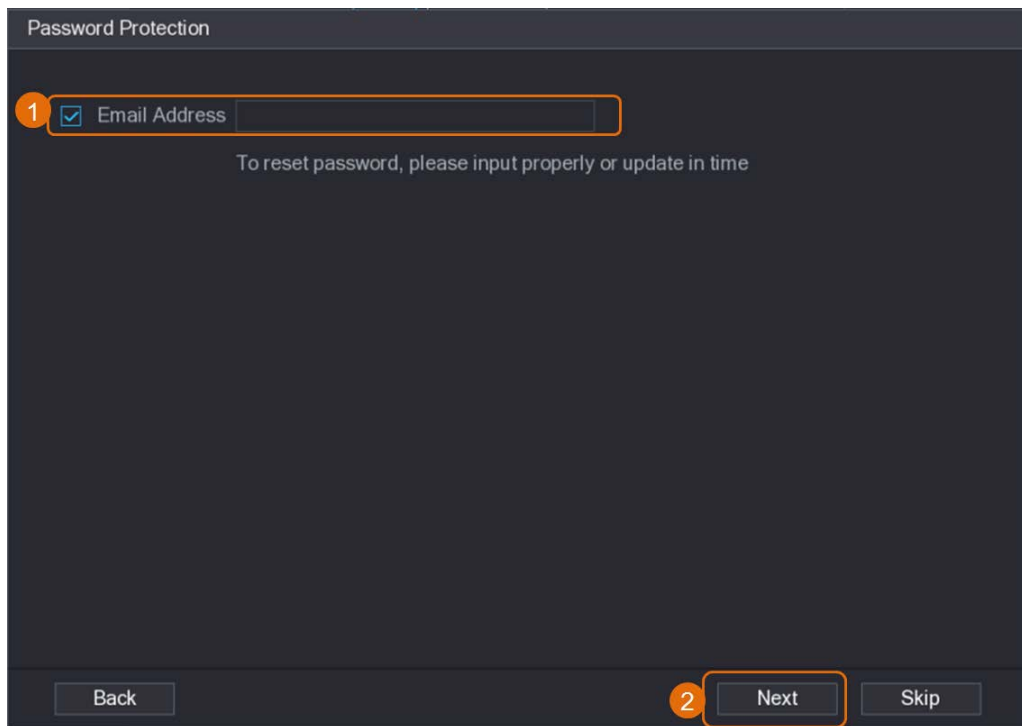 Password Protection
1
Email Address
To reset password, please input properly or update in time
Back
2
Next
Skip